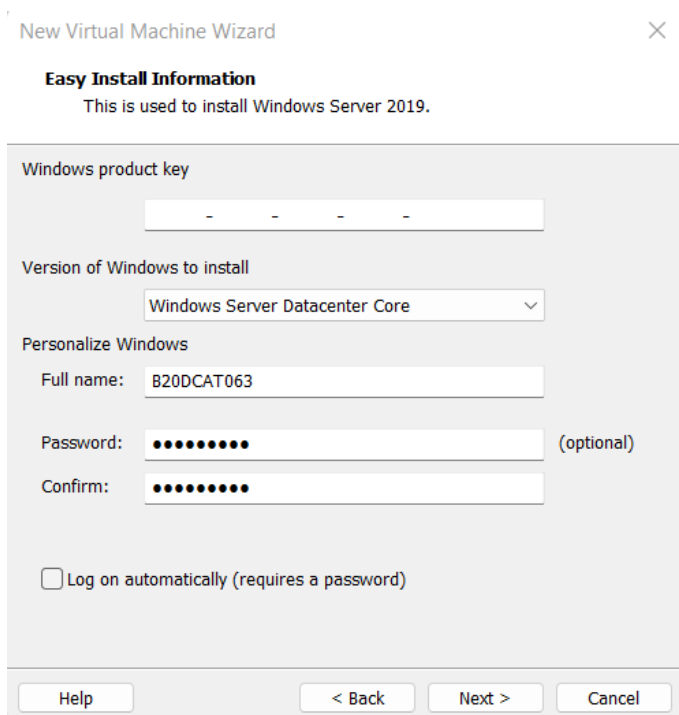 New Virtual Machine Wizard
Easy Install Information
This is used to install Windows Server 2019.
Windows product key
- - - -
Version of Windows to install
Windows Server Datacenter Core
Personalize Windows
Full name: B20DCAT063
Password: ●●●●●●●●● (optional)
Confirm: ●●●●●●●●●
Log on automatically (requires a password)
Help < Back Next > Cancel